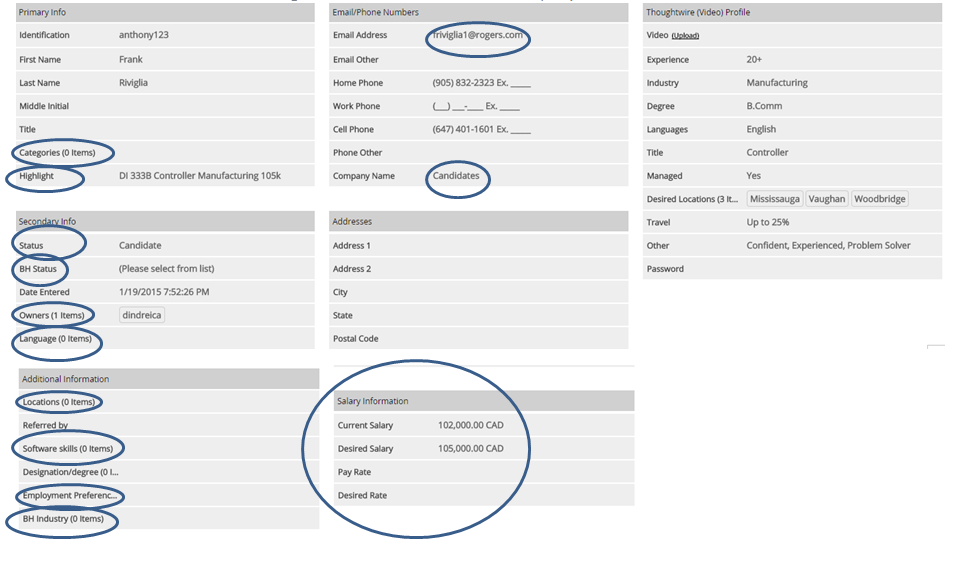 Primary Info
Identification anthony123
First Name Frank
Last Name Riviglia
Middle Initial
Title
Categories (0 Items)
Highlight DI 333B Controller Manufacturing 105k
Email/Phone Numbers
Email Address friviglia1@rogers.com
Email Other
Home Phone (905) 832-2323 Ex. _____
Work Phone (__) ___-____ Ex. _____
Cell Phone (647) 401-1601 Ex. _____
Phone Other
Company Name Candidates
Thoughtwire (Video) Profile
Video (Upload)
Experience 20+
Industry Manufacturing
Degree B.Comm
Languages English
Title Controller
Managed Yes
Desired Locations (3 It... Mississauga Vaughan Woodbridge
Travel Up to 25%
Other Confident, Experienced, Problem Solver
Password
Secondary Info
Status Candidate
BH Status (Please select from list)
Date Entered 1/19/2015 7:52:26 PM
Owners (1 Items) dindreica
Language (0 Items)
Addresses
Address 1
Address 2
City
State
Postal Code
Additional Information
Locations (0 Items)
Referred by
Software skills (0 Items)
Designation/degree (0 I...
Employment Preferenc...
BH Industry (0 Items)
Salary Information
Current Salary 102,000.00 CAD
Desired Salary 105,000.00 CAD
Pay Rate
Desired Rate